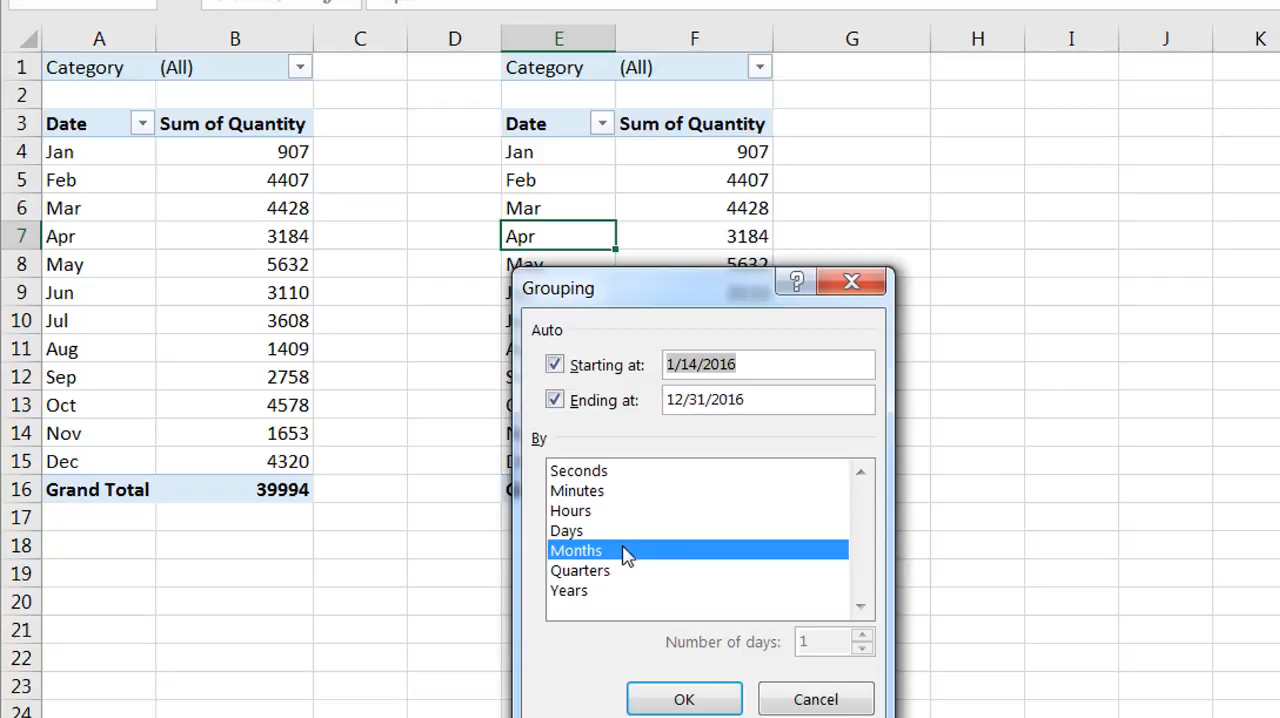 A B C D E F G H I J K
1 Category (All) Category (All)
2
3 Date Sum of Quantity Date Sum of Quantity
4 Jan 907 Jan 907
5 Feb 4407 Feb 4407
6 Mar 4428 Mar 4428
7 Apr 3184 Apr 3184
8 May 5632 May 5632
9 Jun 3110
10 Jul 3608
11 Aug 1409
12 Sep 2758
13 Oct 4578
14 Nov 1653
15 Dec 4320
16 Grand Total 39994
17
18
19
20
21
22
23
24
Grouping ?
Auto
Starting at: 1/14/2016
Ending at: 12/31/2016
By
Seconds
Minutes
Hours
Days
Months
Quarters
Years
Number of days: 1
OK Cancel